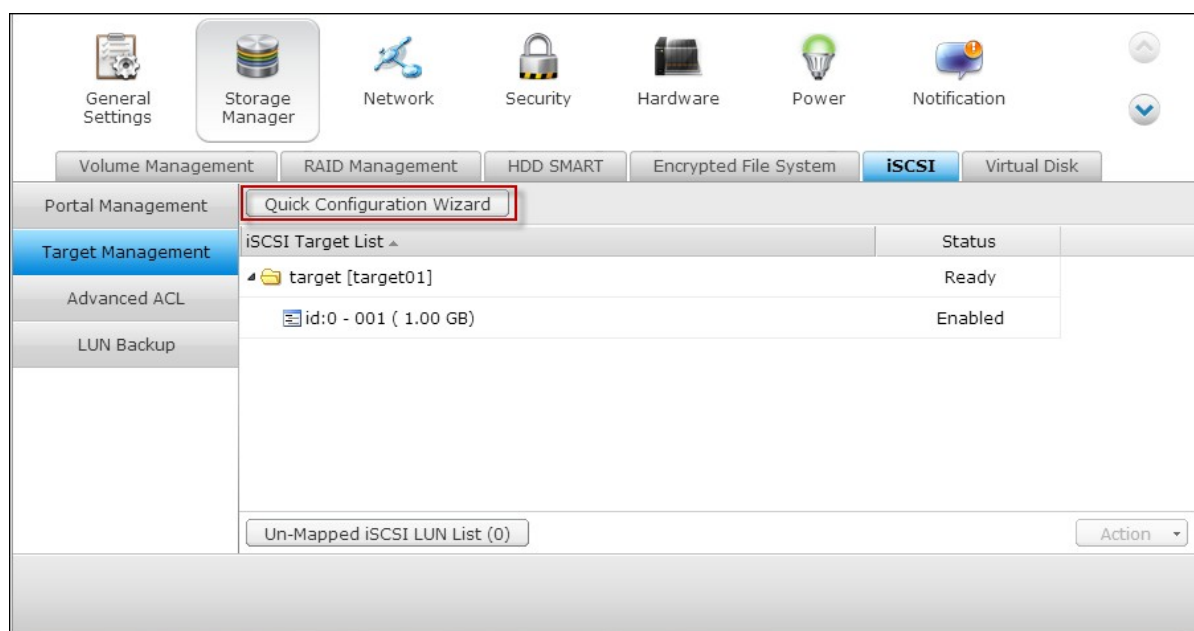 General Settings
Storage Manager
Network
Security
Hardware
Power
Notification
Volume Management
RAID Management
HDD SMART
Encrypted File System
iSCSI
Virtual Disk
Portal Management
Quick Configuration Wizard
Target Management
iSCSI Target List
Status
target [target01]
Ready
Advanced ACL
id:0 - 001 ( 1.00 GB)
Enabled
LUN Backup
Un-Mapped iSCSI LUN List (0)
Action